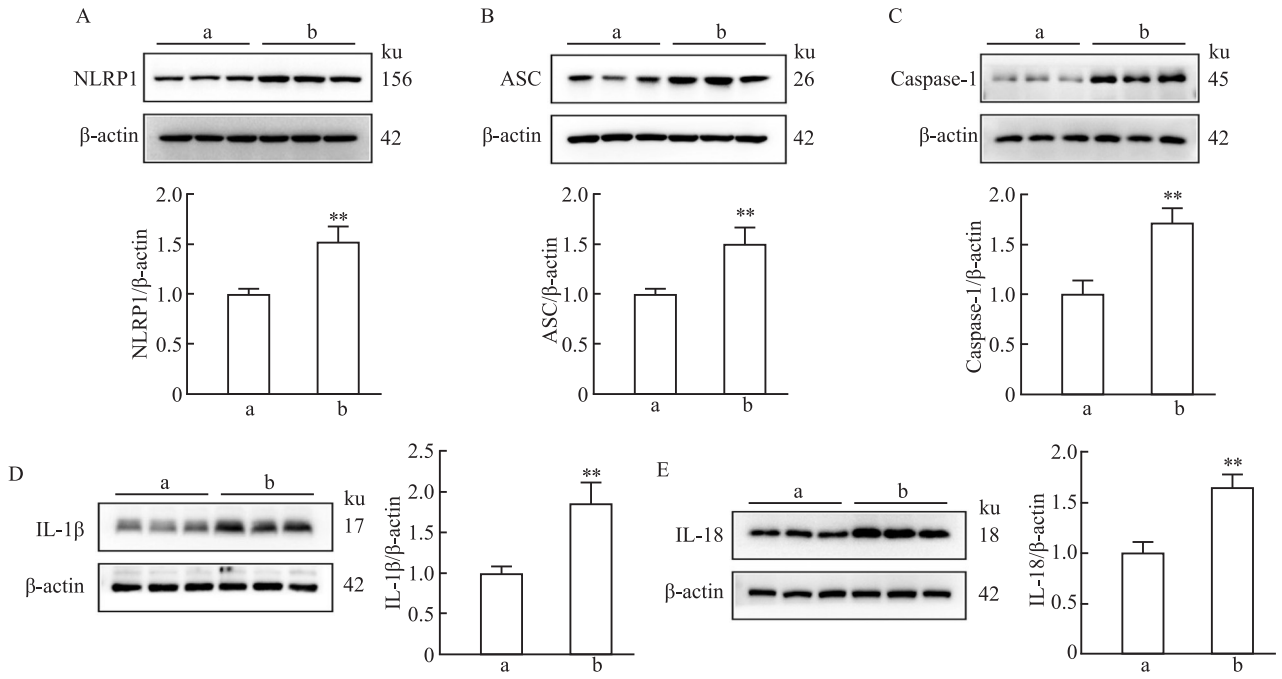 A
a b
ku
NLRP1 156
β-actin 42
2.0
1.5
1.0
0.5
0
NLRP1/β-actin
**
a b
B
a b
ku
ASC 26
β-actin 42
2.0
1.5
1.0
0.5
0
ASC/β-actin
**
a b
C
a b
ku
Caspase-1 45
β-actin 42
2.0
1.5
1.0
0.5
0
Caspase-1/β-actin
**
a b
D
a b
ku
IL-1β 17
β-actin 42
2.5
2.0
1.5
1.0
0.5
0
IL-1β/β-actin
**
a b
E
a b
ku
IL-18 18
β-actin 42
2.0
1.5
1.0
0.5
0
IL-18/β-actin
**
a b